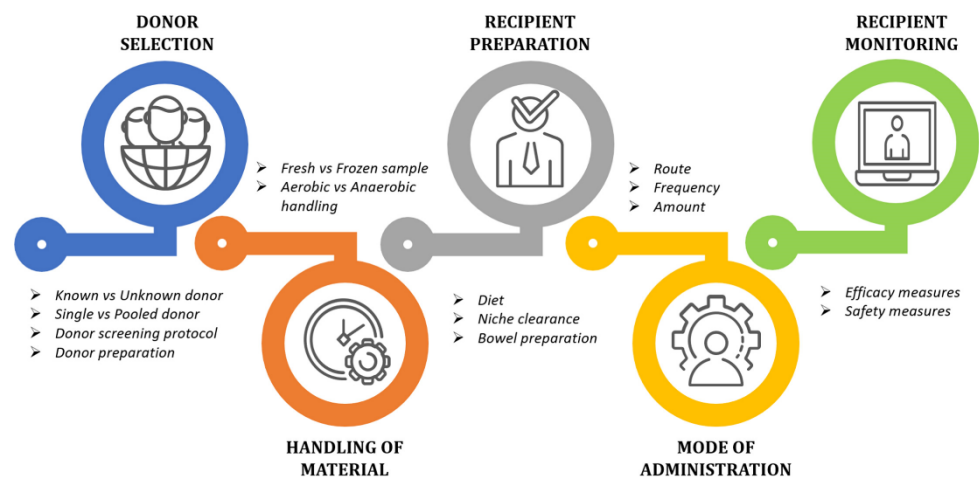 DONOR
SELECTION
Known vs Unknown donor
Single vs Pooled donor
Donor screening protocol
Donor preparation
Fresh vs Frozen sample
Aerobic vs Anaerobic
handling
HANDLING OF
MATERIAL
RECIPIENT
PREPARATION
Diet
Niche clearance
Bowel preparation
Route
Frequency
Amount
MODE OF
ADMINISTRATION
RECIPIENT
MONITORING
Efficacy measures
Safety measures